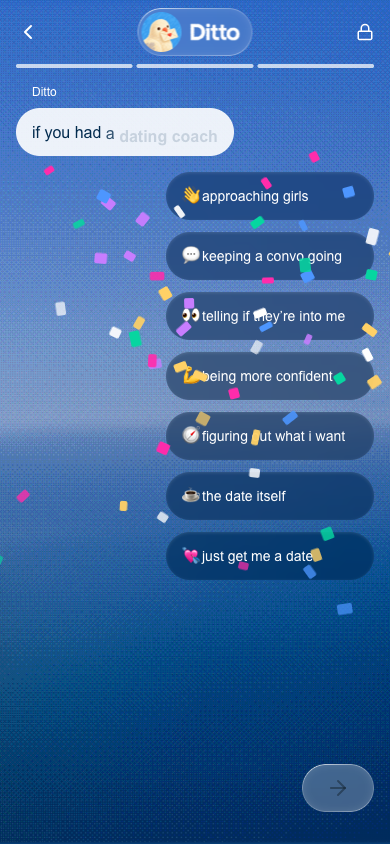 Ditto
Ditto
if you had a dating coach
👋approaching girls
💬keeping a convo going
👀telling if they're into me
💪being more confident
🧭figuring out what i want
☕the date itself
💘just get me a date